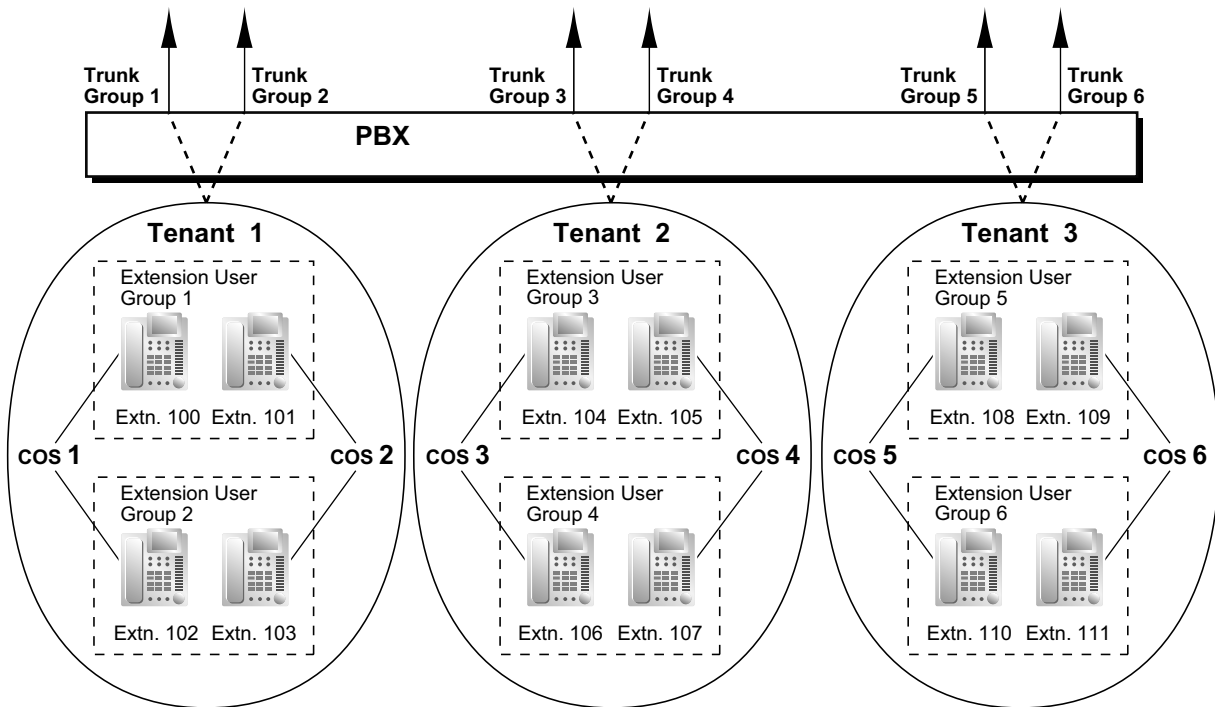 Trunk
Group 1
Trunk
Group 2
Trunk
Group 3
Trunk
Group 4
Trunk
Group 5
Trunk
Group 6
PBX
Tenant 1
Extension User
Group 1
Extn. 100 Extn. 101
COS 1
COS 2
Extension User
Group 2
Extn. 102 Extn. 103
Tenant 2
Extension User
Group 3
Extn. 104 Extn. 105
COS 3
COS 4
Extension User
Group 4
Extn. 106 Extn. 107
Tenant 3
Extension User
Group 5
Extn. 108 Extn. 109
COS 5
COS 6
Extension User
Group 6
Extn. 110 Extn. 111